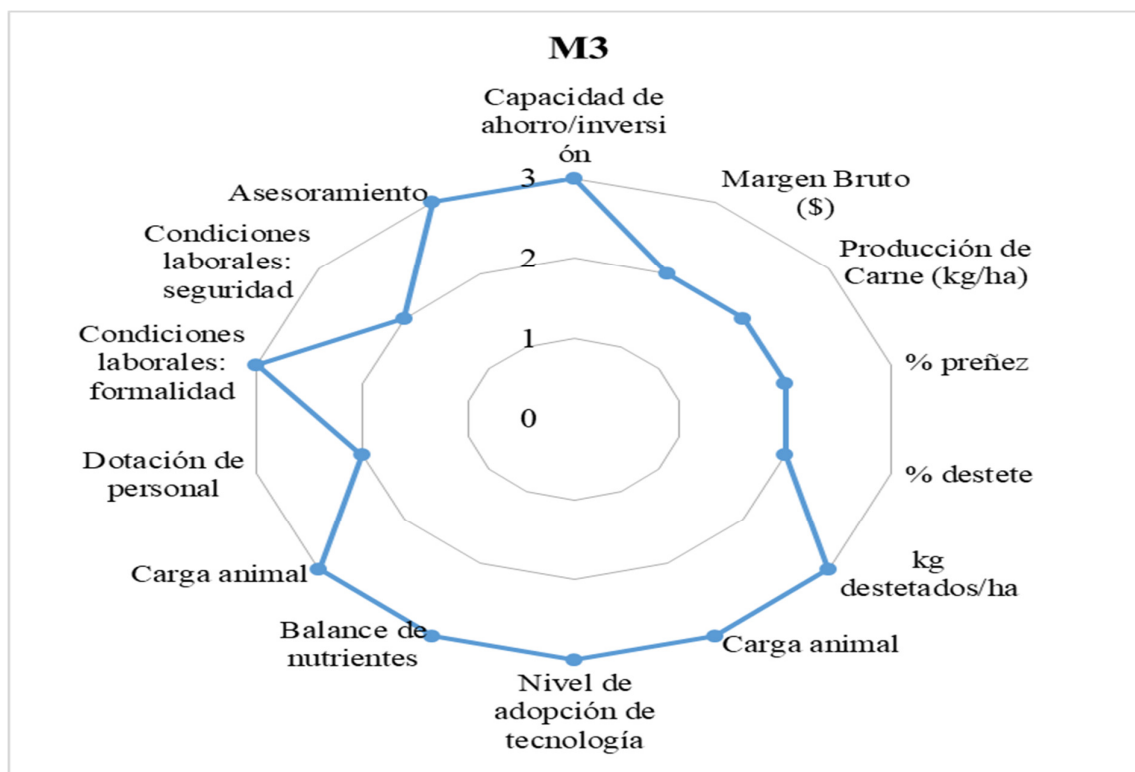 M3
Capacidad de
ahorro/inversi
ón
Margen Bruto
($)
Producción de
Carne (kg/ha)
% preñez
% destete
kg
destetados/ha
Carga animal
Nivel de
adopción de
tecnología
Balance de
nutrientes
Carga animal
Dotación de
personal
Condiciones
laborales:
formalidad
Condiciones
laborales:
seguridad
Asesoramiento
3
2
1
0